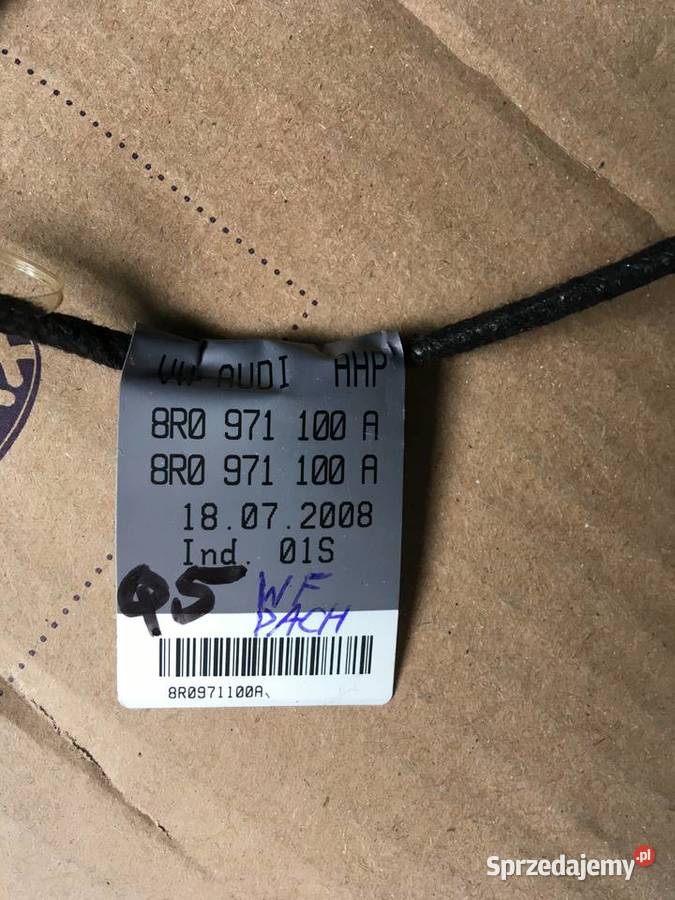 VW AUDI AHP
8R0 971 100 A
8R0 971 100 A
18.07.2008
Ind. 01S
Q5 WF
DACH
8R0971100A
Sprzedajemy.pl